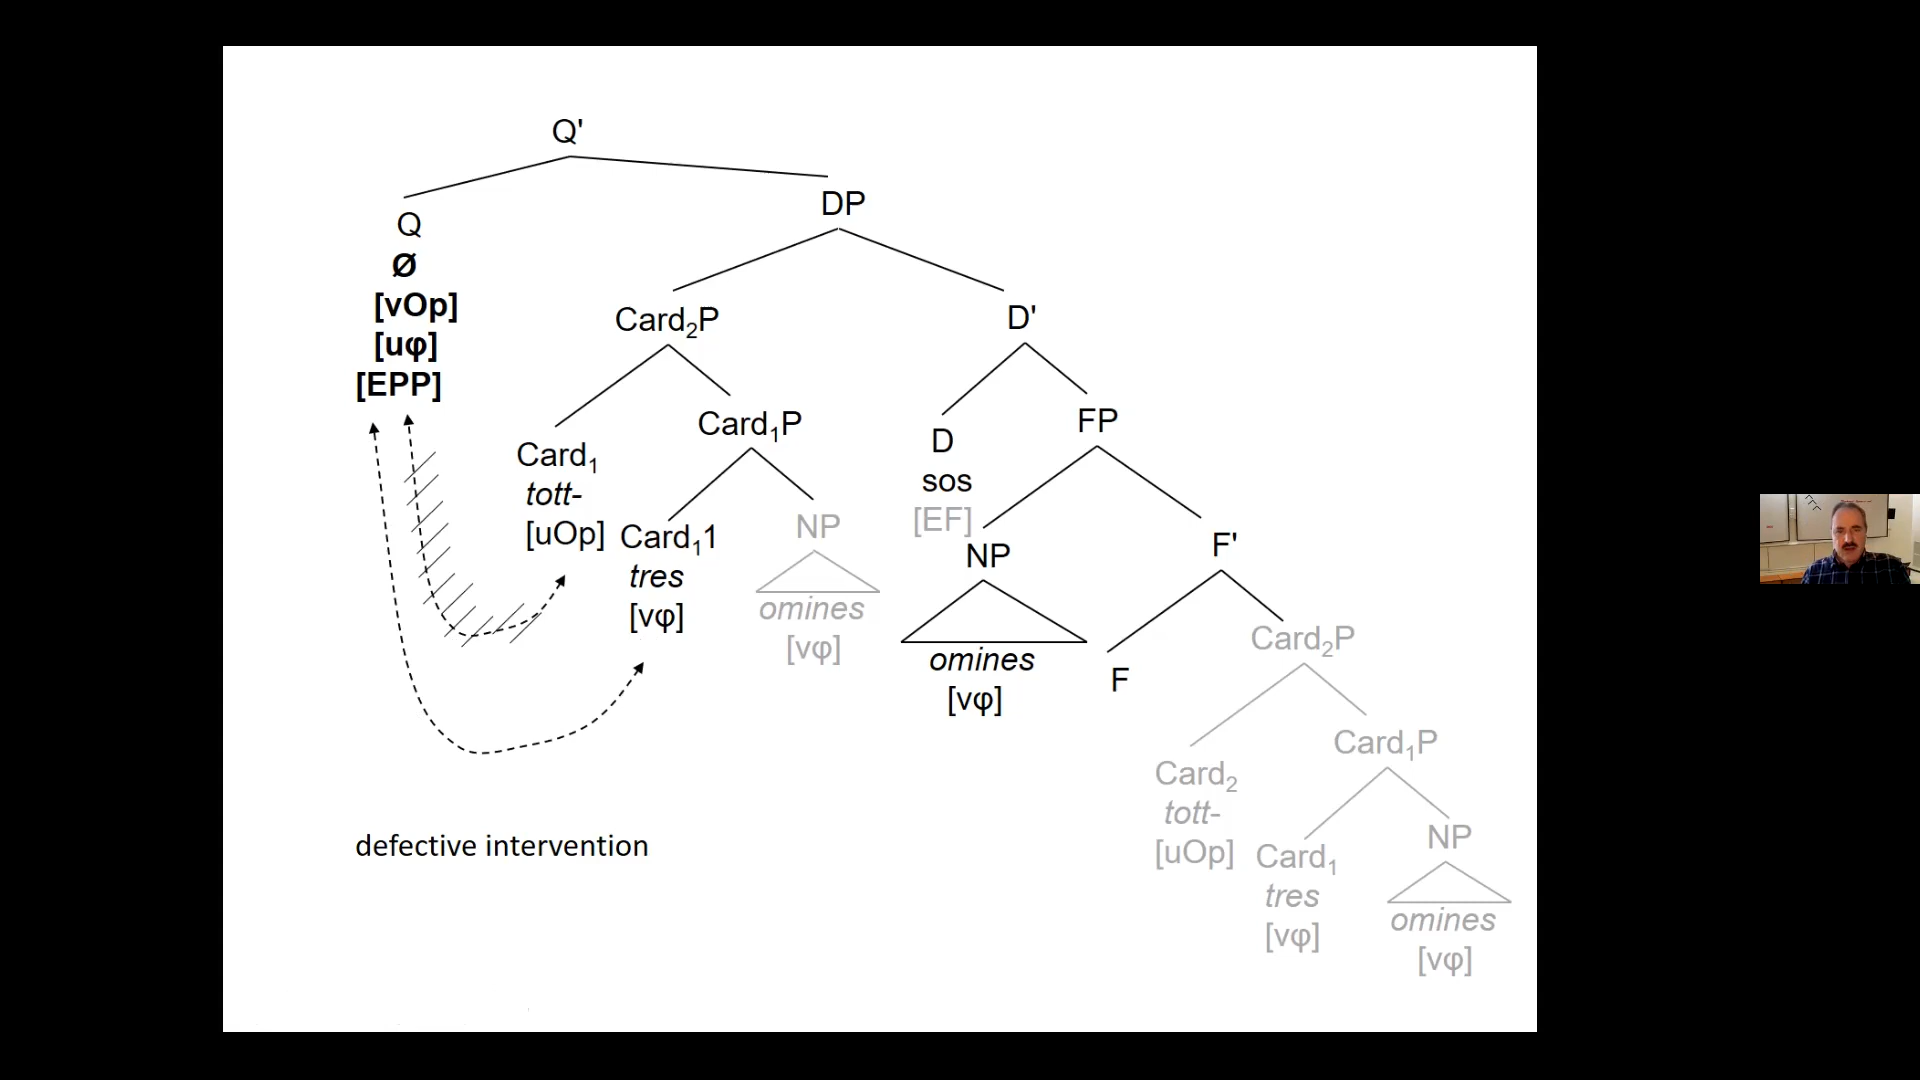 Q'
Q
Ø
[vOp]
[uφ]
[EPP]
DP
Card₂P
D'
Card₁
tott-
[uOp]
Card₁P
Card₁1
tres
[vφ]
NP
omines
[vφ]
D
sos
[EF]
FP
NP
omines
[vφ]
F'
F
Card₂P
Card₂
tott-
[uOp]
Card₁P
Card₁
tres
[vφ]
NP
omines
[vφ]
defective intervention